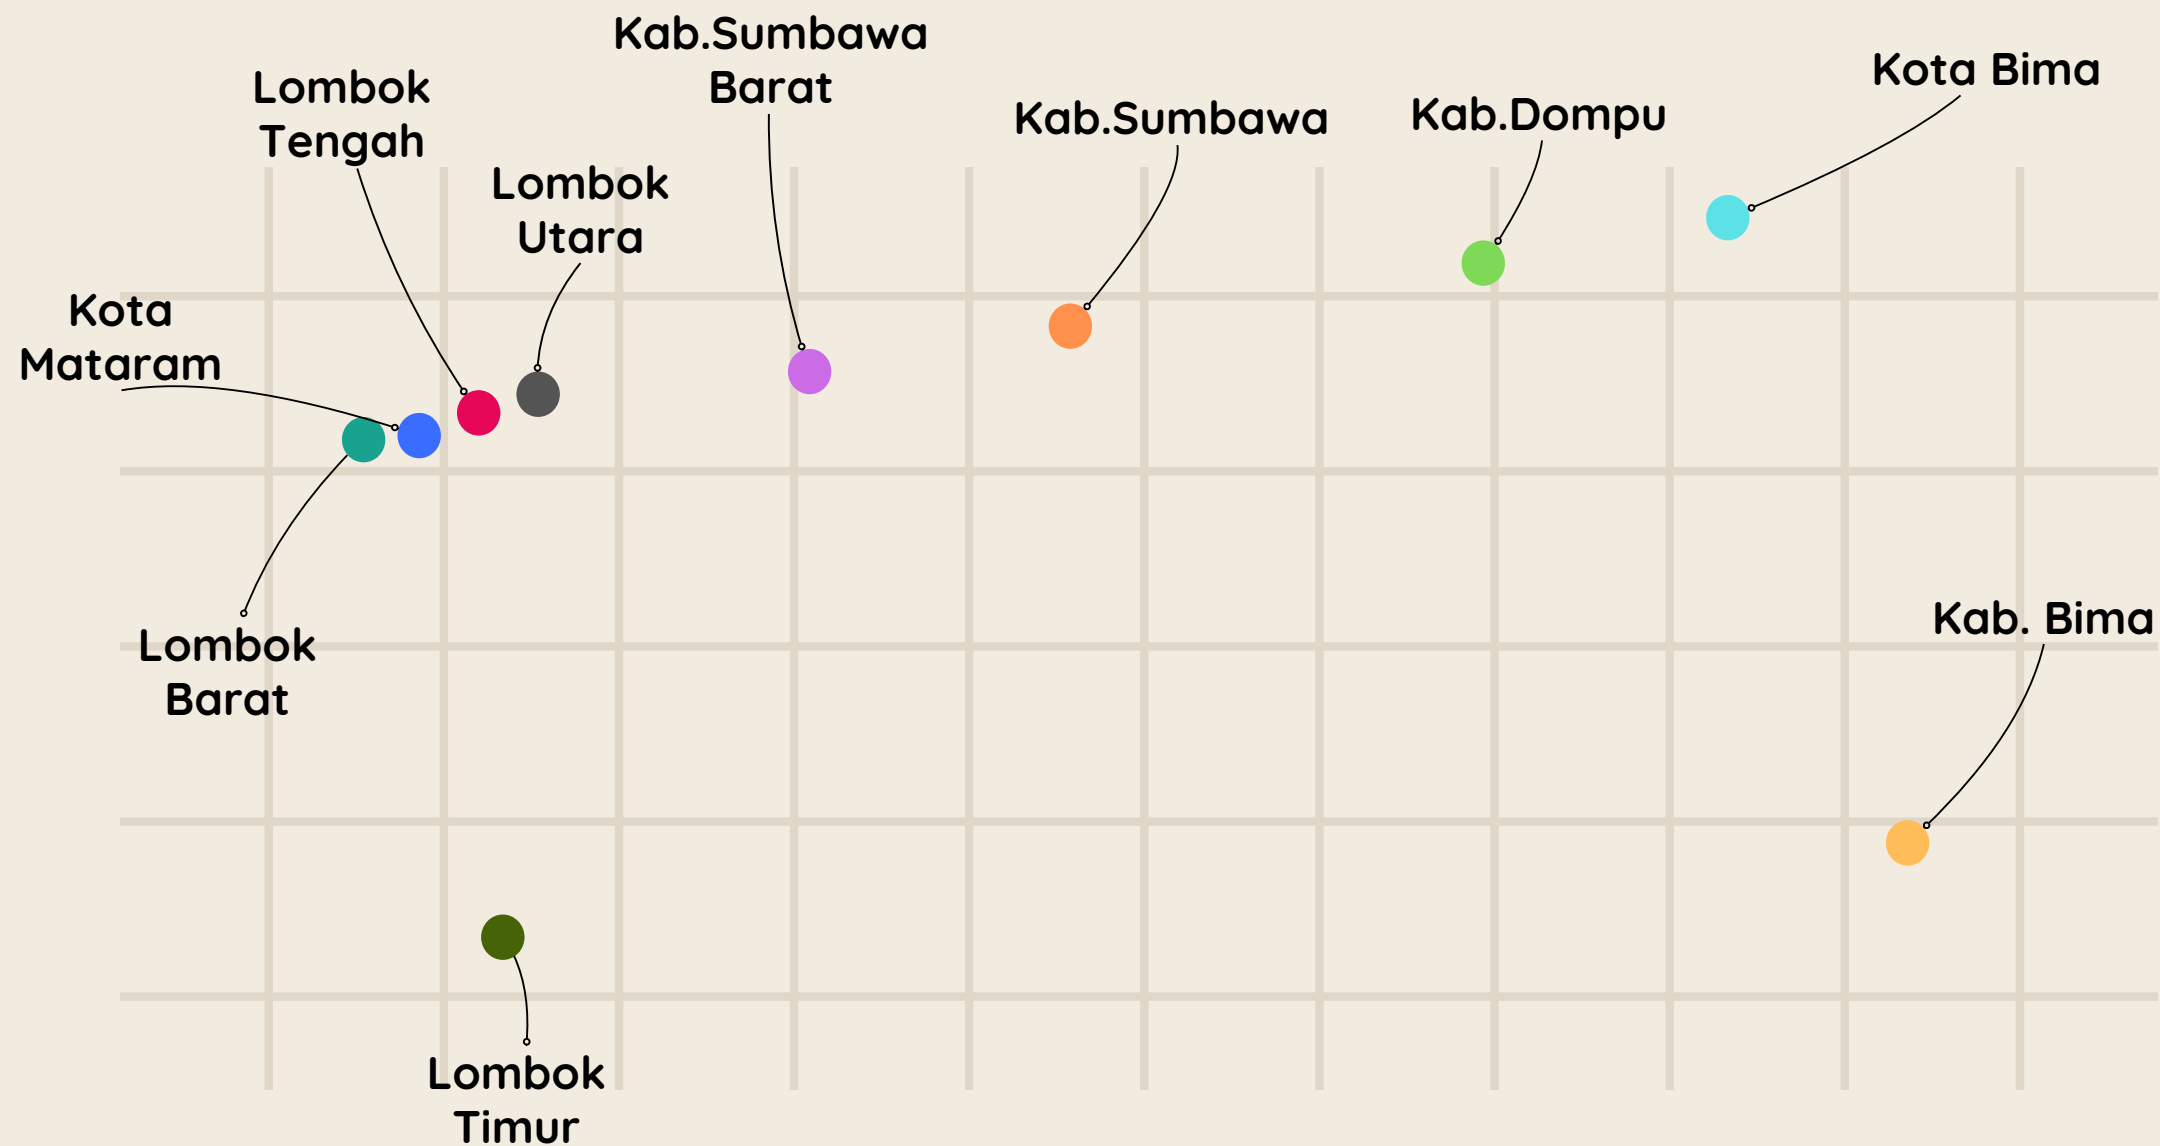 Kab.Sumbawa
Barat
Lombok
Tengah
Kab.Sumbawa
Kab.Dompu
Kota Bima
Lombok
Utara
Kota
Mataram
Lombok
Barat
Kab. Bima
Lombok
Timur